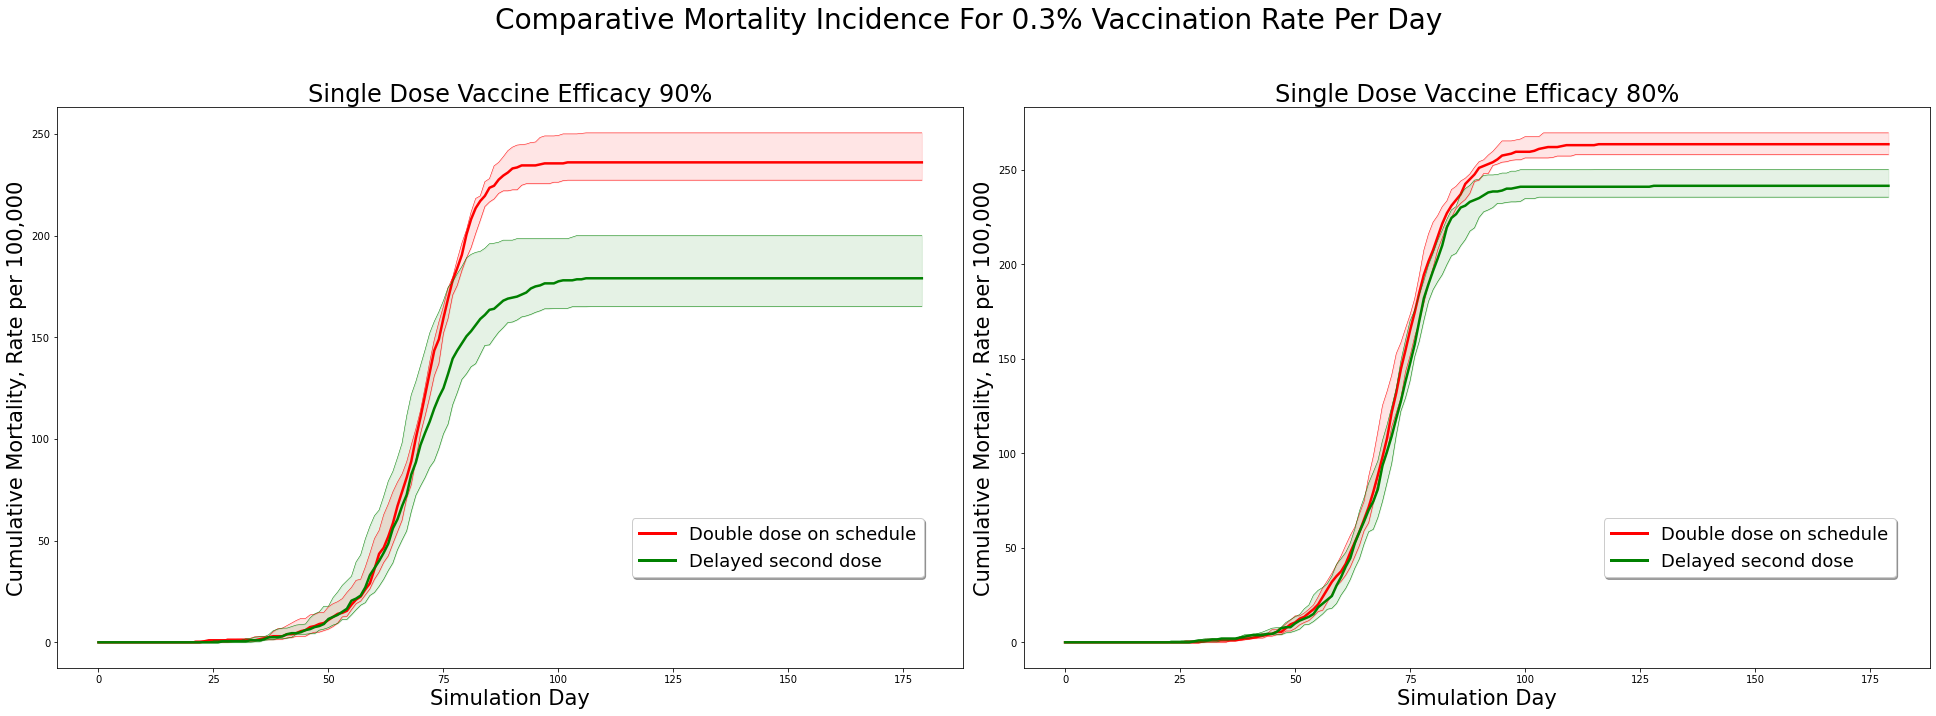 Comparative Mortality Incidence For 0.3% Vaccination Rate Per Day
Single Dose Vaccine Efficacy 90%
Cumulative Mortality, Rate per 100,000
250
200
150
100
50
0
Double dose on schedule
Delayed second dose
0 25 50 75 100 125 150 175
Simulation Day
Single Dose Vaccine Efficacy 80%
Cumulative Mortality, Rate per 100,000
250
200
150
100
50
0
Double dose on schedule
Delayed second dose
0 25 50 75 100 125 150 175
Simulation Day